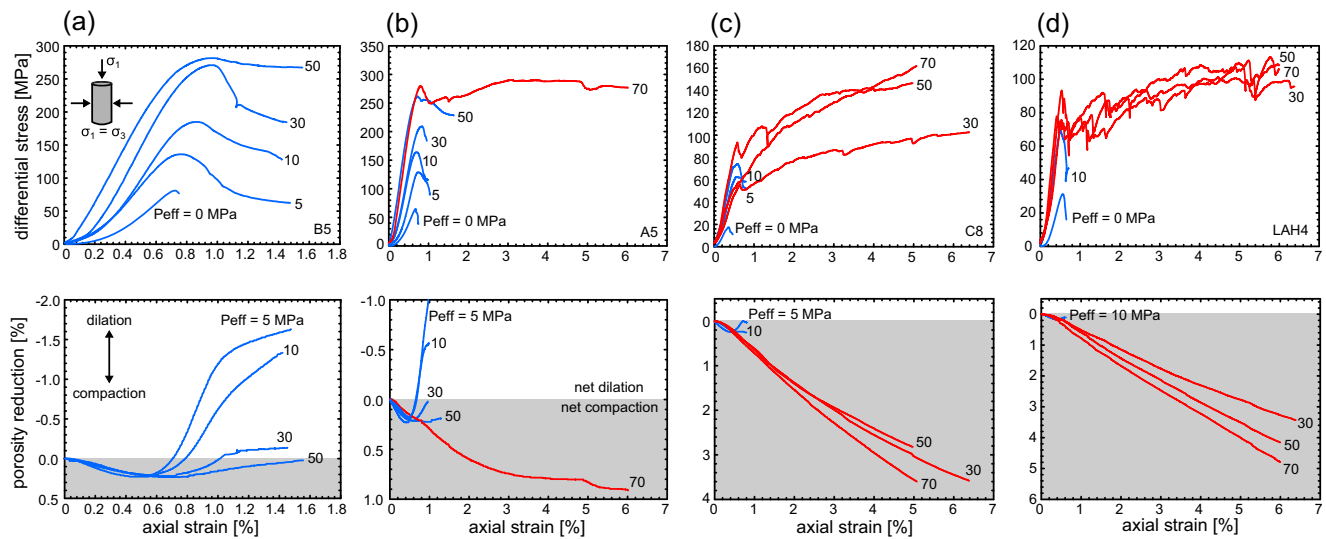 (a) (b) (c) (d)
differential stress [MPa]
300
250
200
150
100
50
0
σ1
σ1 = σ3
50
30
10
5
Peff = 0 MPa
B5
0 0.2 0.4 0.6 0.8 1.0 1.2 1.4 1.6 1.8
350
300
250
200
150
100
50
0
70
50
30
10
5
Peff = 0 MPa
A5
0 1 2 3 4 5 6 7
180
160
140
120
100
80
60
40
20
0
70
50
30
10
5
Peff = 0 MPa
C8
0 1 2 3 4 5 6 7
120
100
80
60
40
20
0
50
70
30
10
Peff = 0 MPa
LAH4
0 1 2 3 4 5 6 7
porosity reduction [%]
-2.0
-1.5
-1.0
-0.5
0.0
0.5
dilation
compaction
Peff = 5 MPa
10
30
50
0.0 0.2 0.4 0.6 0.8 1.0 1.2 1.4 1.6 1.8
axial strain [%]
-1.0
-0.5
0.0
0.5
1.0
Peff = 5 MPa
10
30
50
70
net dilation
net compaction
0 1 2 3 4 5 6 7
axial strain [%]
0
1
2
3
4
Peff = 5 MPa
10
50
30
70
0 1 2 3 4 5 6 7
axial strain [%]
0
1
2
3
4
5
6
Peff = 10 MPa
30
50
70
0 1 2 3 4 5 6 7
axial strain [%]